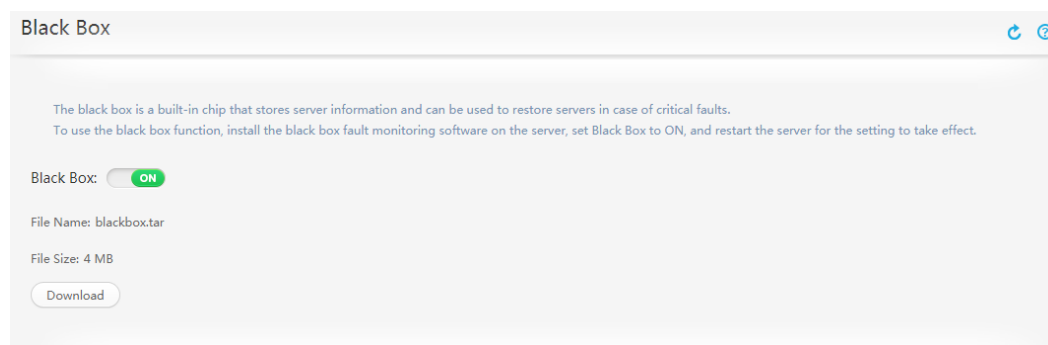 Black Box
The black box is a built-in chip that stores server information and can be used to restore servers in case of critical faults.
To use the black box function, install the black box fault monitoring software on the server, set Black Box to ON, and restart the server for the setting to take effect.
Black Box: ON
File Name: blackbox.tar
File Size: 4 MB
Download